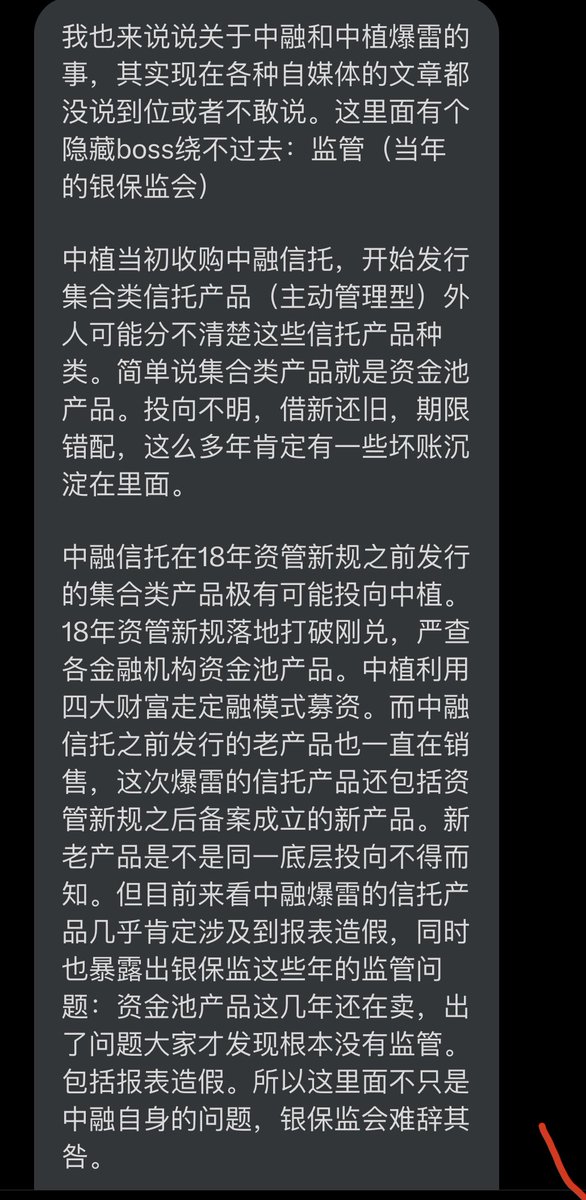 我也来说说关于中融和中植爆雷的
事，其实现在各种自媒体的文章都
没说到位或者不敢说。这里面有个
隐藏boss绕不过去：监管（当年
的银保监会）
中植当初收购中融信托，开始发行
集合类信托产品（主动管理型）外
人可能分不清楚这些信托产品种
类。简单说集合类产品就是资金池
产品。投向不明，借新还旧，期限
错配，这么多年肯定有一些坏账沉
淀在里面。
中融信托在18年资管新规之前发行
的集合类产品极有可能投向中植。
18年资管新规落地打破刚兑，严查
各金融机构资金池产品。中植利用
四大财富走定融模式募资。而中融
信托之前发行的老产品也一直在销
售，这次爆雷的信托产品还包括资
管新规之后备案成立的新产品。新
老产品是不是同一底层投向不得而
知。但目前来看中融爆雷的信托产
品几乎肯定涉及到报表造假，同时
也暴露出银保监这些年的监管问
题：资金池产品这几年还在卖，出
了问题大家才发现根本没有监管。
包括报表造假。所以这里面不只是
中融自身的问题，银保监会难辞其
咎。